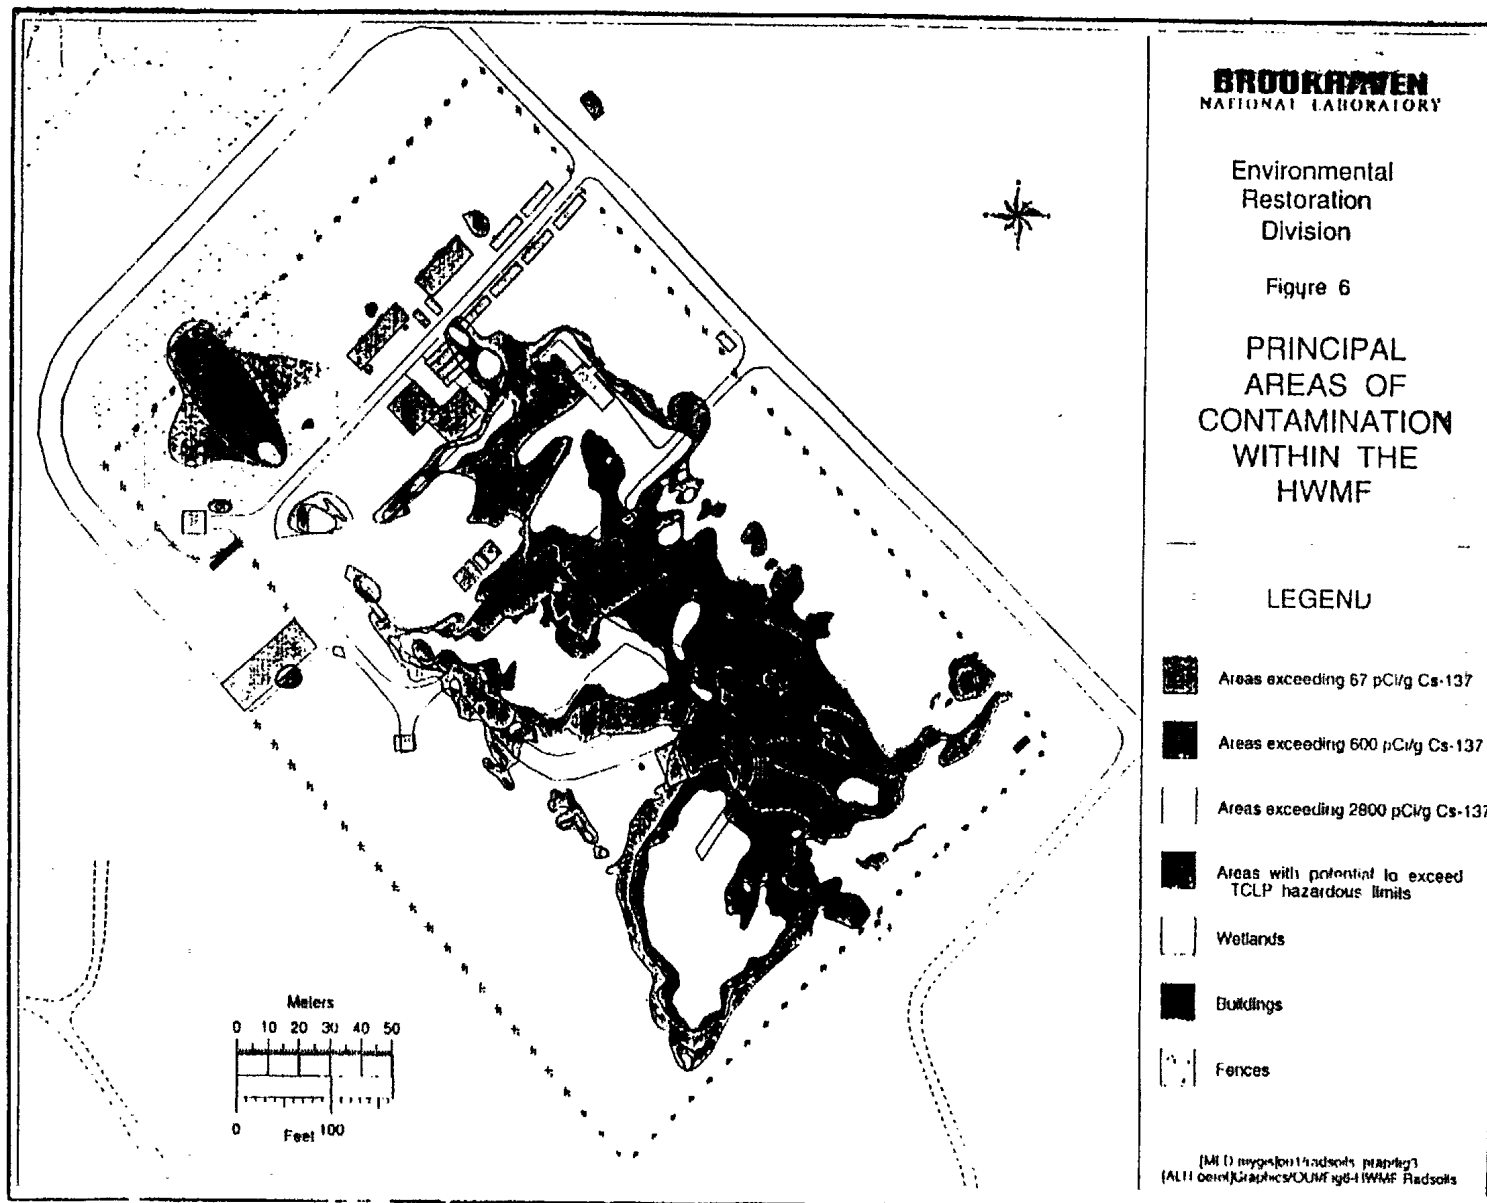 BROOKHAVEN
NATIONAL LABORATORY
Environmental
Restoration
Division
Figure 6
PRINCIPAL
AREAS OF
CONTAMINATION
WITHIN THE
HWMF
LEGEND
Areas exceeding 67 pCi/g Cs-137
Areas exceeding 600 pCi/g Cs-137
Areas exceeding 2800 pCi/g Cs-137
Areas with potential to exceed
TCLP hazardous limits
Wetlands
Buildings
Fences
Meters
0 10 20 30 40 50
0 Feet 100